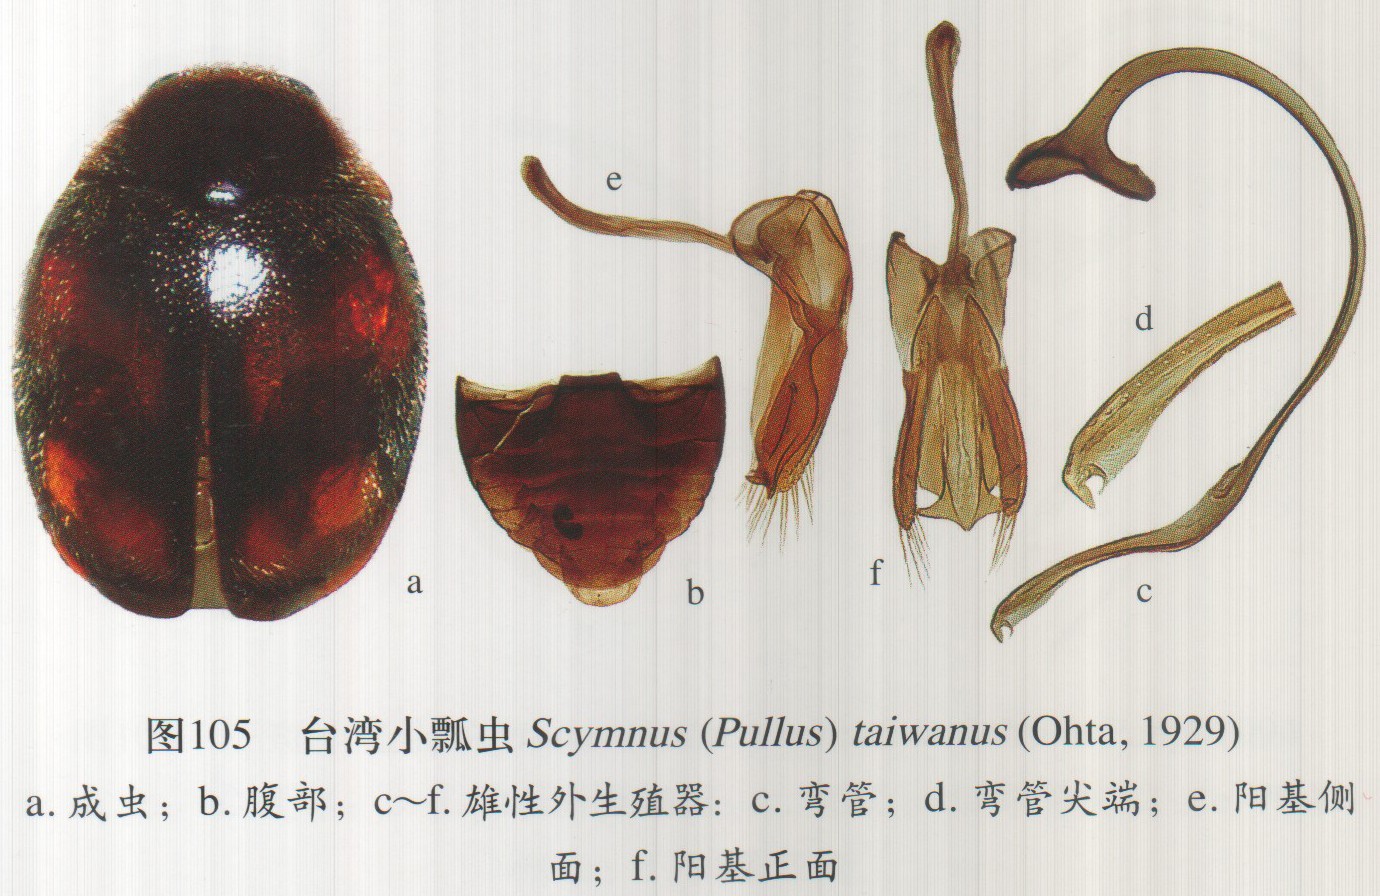 e
d
a
b
f
c
图105 台湾小瓢虫 Scymnus (Pullus) taiwanus (Ohta, 1929)
a. 成虫；b. 腹部；c～f. 雄性外生殖器：c. 弯管；d. 弯管尖端；e. 阳基侧
面；f. 阳基正面